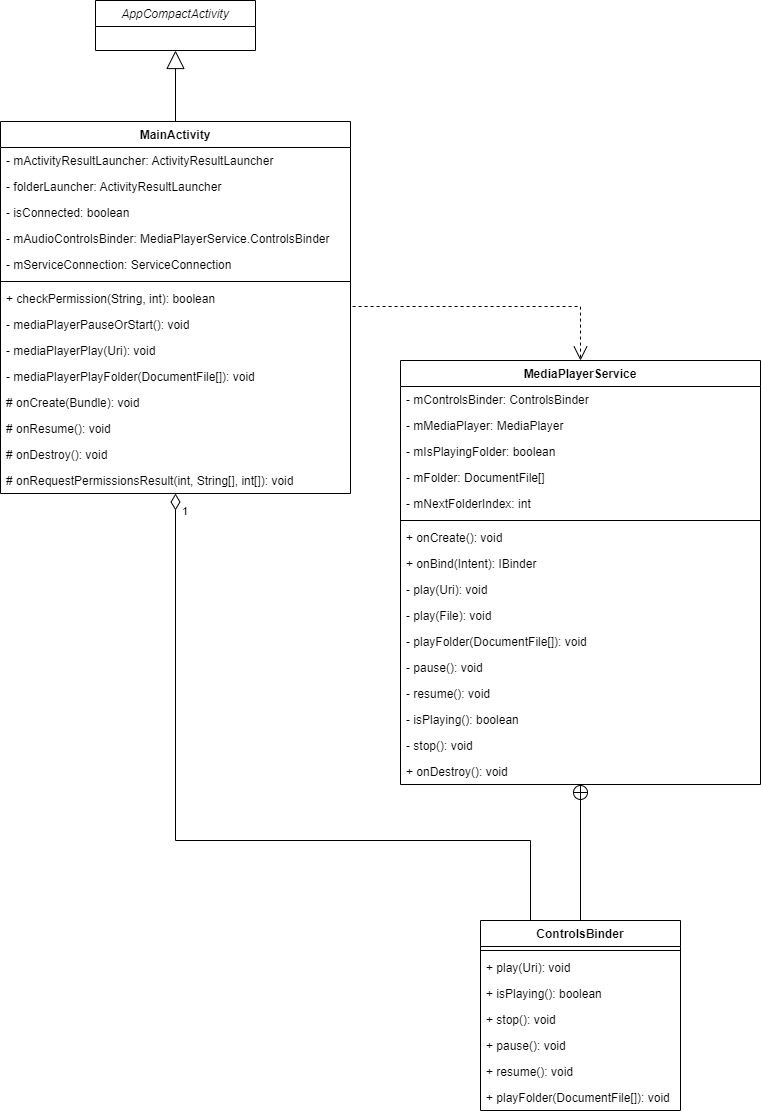 AppCompactActivity
MainActivity
- mActivityResultLauncher: ActivityResultLauncher
- folderLauncher: ActivityResultLauncher
- isConnected: boolean
- mAudioControlsBinder: MediaPlayerService.ControlsBinder
- mServiceConnection: ServiceConnection
+ checkPermission(String, int): boolean
- mediaPlayerPauseOrStart(): void
- mediaPlayerPlay(Uri): void
- mediaPlayerPlayFolder(DocumentFile[]): void
# onCreate(Bundle): void
# onResume(): void
# onDestroy(): void
# onRequestPermissionsResult(int, String[], int[]): void
1
MediaPlayerService
- mControlsBinder: ControlsBinder
- mMediaPlayer: MediaPlayer
- mIsPlayingFolder: boolean
- mFolder: DocumentFile[]
- mNextFolderIndex: int
+ onCreate(): void
+ onBind(Intent): IBinder
- play(Uri): void
- play(File): void
- playFolder(DocumentFile[]): void
- pause(): void
- resume(): void
- isPlaying(): boolean
- stop(): void
+ onDestroy(): void
ControlsBinder
+ play(Uri): void
+ isPlaying(): boolean
+ stop(): void
+ pause(): void
+ resume(): void
+ playFolder(DocumentFile[]): void